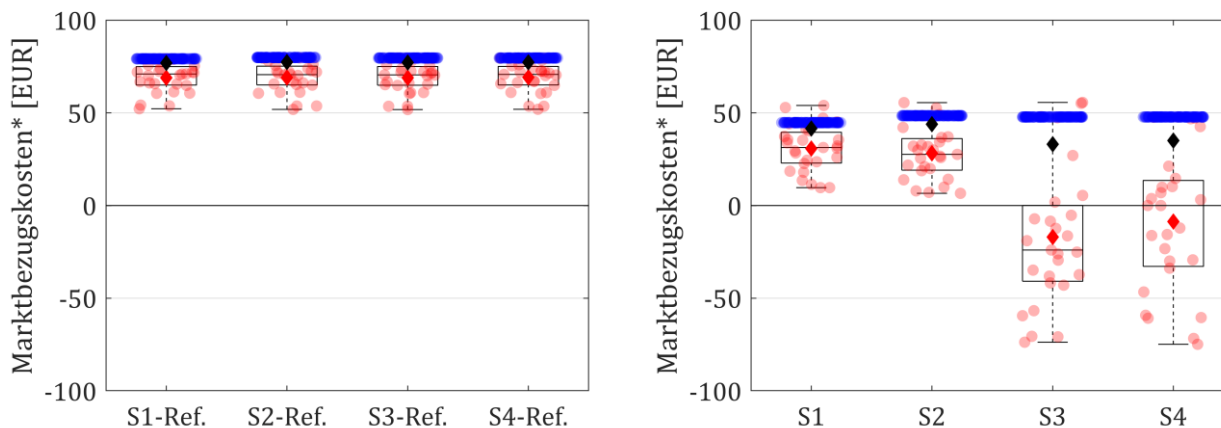 Marktbezugskosten* [EUR]
100
50
0
-50
-100
S1-Ref. S2-Ref. S3-Ref. S4-Ref.
Marktbezugskosten* [EUR]
100
50
0
-50
-100
S1 S2 S3 S4